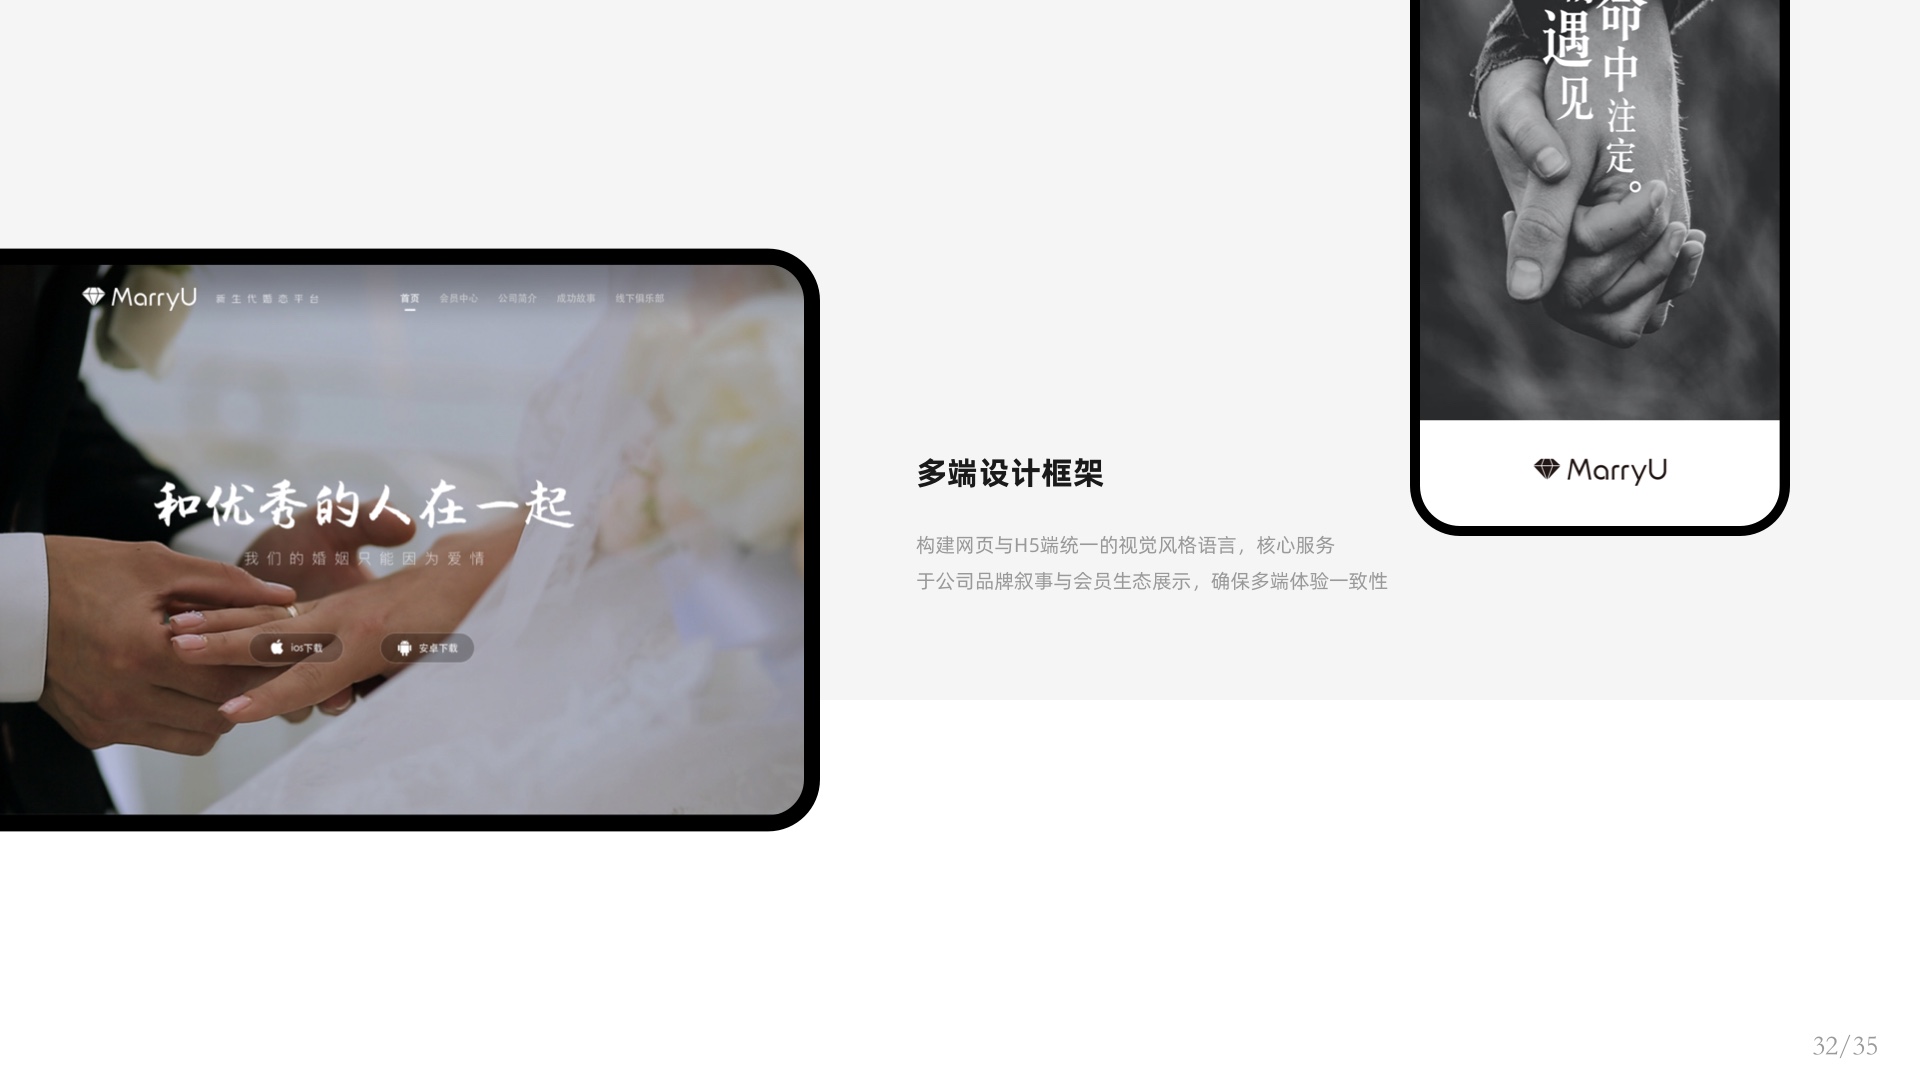 MarryU 新生代婚恋平台 首页 会员中心 公司简介 成功故事 线下俱乐部
和优秀的人在一起
我们的婚姻只能因为爱情
ios下载 安卓下载
多端设计框架
构建网页与H5端统一的视觉风格语言，核心服务
于公司品牌叙事与会员生态展示，确保多端体验一致性
命中注定。
遇见
MarryU
32/35